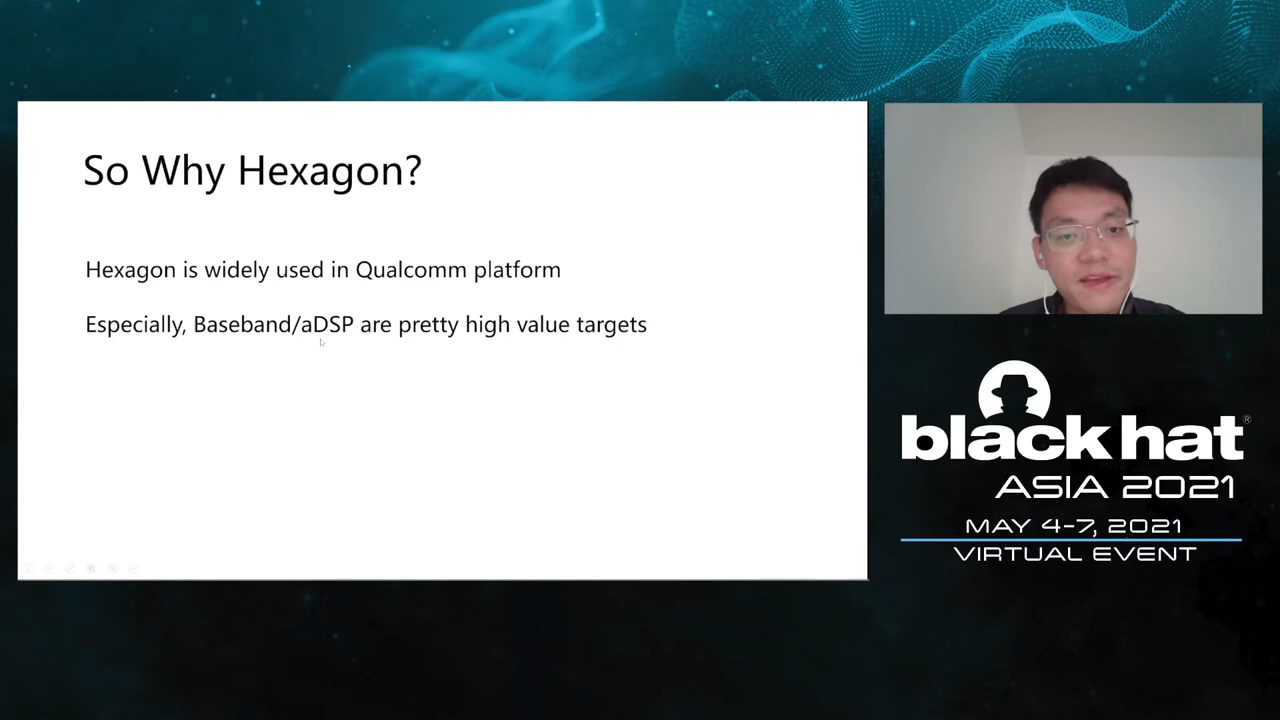 So Why Hexagon?
Hexagon is widely used in Qualcomm platform
Especially, Baseband/aDSP are pretty high value targets
black hat®
ASIA 2021
MAY 4-7, 2021
VIRTUAL EVENT